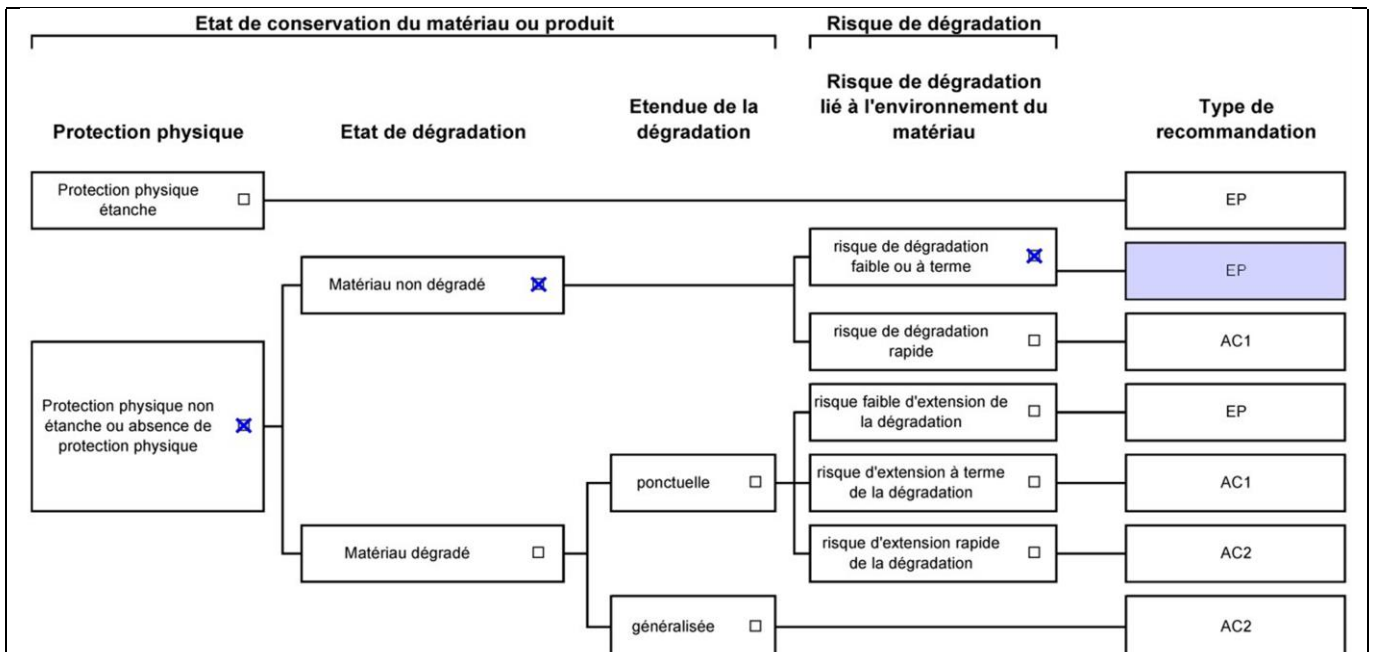 Etat de conservation du matériau ou produit
Risque de dégradation
Protection physique
Etat de dégradation
Etendue de la
dégradation
Risque de dégradation
lié à l'environnement du
matériau
Type de
recommandation
Protection physique
étanche
EP
risque de dégradation
faible ou à terme
EP
Matériau non dégradé
risque de dégradation
rapide
AC1
Protection physique non
étanche ou absence de
protection physique
risque faible d'extension de
la dégradation
EP
ponctuelle
risque d'extension à terme
de la dégradation
AC1
Matériau dégradé
risque d'extension rapide
de la dégradation
AC2
généralisée
AC2